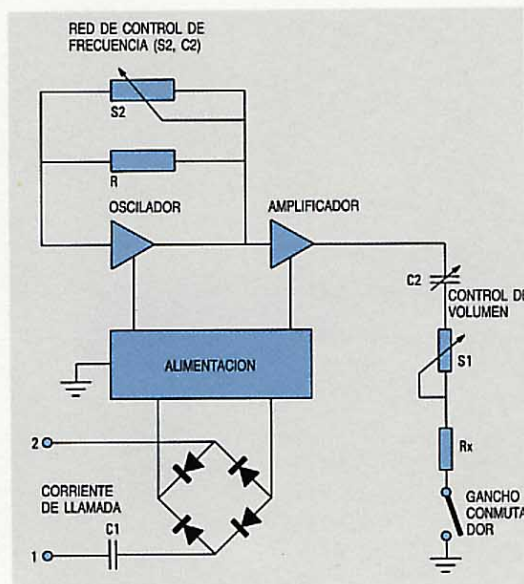 RED DE CONTROL DE
FRECUENCIA (S2, C2)
S2
R
OSCILADOR
AMPLIFICADOR
C2
CONTROL DE
VOLUMEN
S1
ALIMENTACION
Rx
2
CORRIENTE
DE LLAMADA
C1
1
GANCHO
CONMUTA
DOR